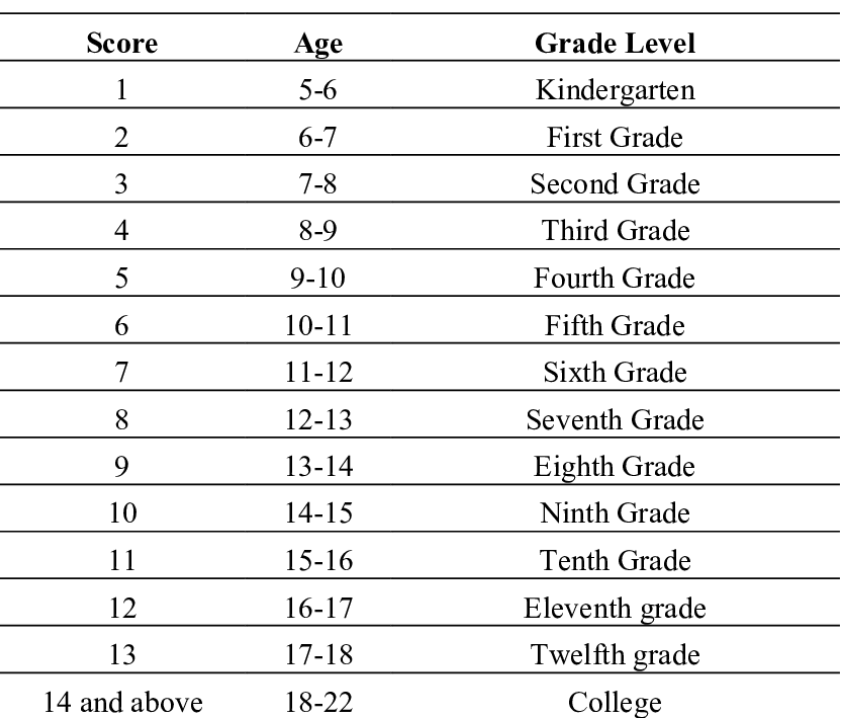 Score Age Grade Level
1 5-6 Kindergarten
2 6-7 First Grade
3 7-8 Second Grade
4 8-9 Third Grade
5 9-10 Fourth Grade
6 10-11 Fifth Grade
7 11-12 Sixth Grade
8 12-13 Seventh Grade
9 13-14 Eighth Grade
10 14-15 Ninth Grade
11 15-16 Tenth Grade
12 16-17 Eleventh grade
13 17-18 Twelfth grade
14 and above 18-22 College